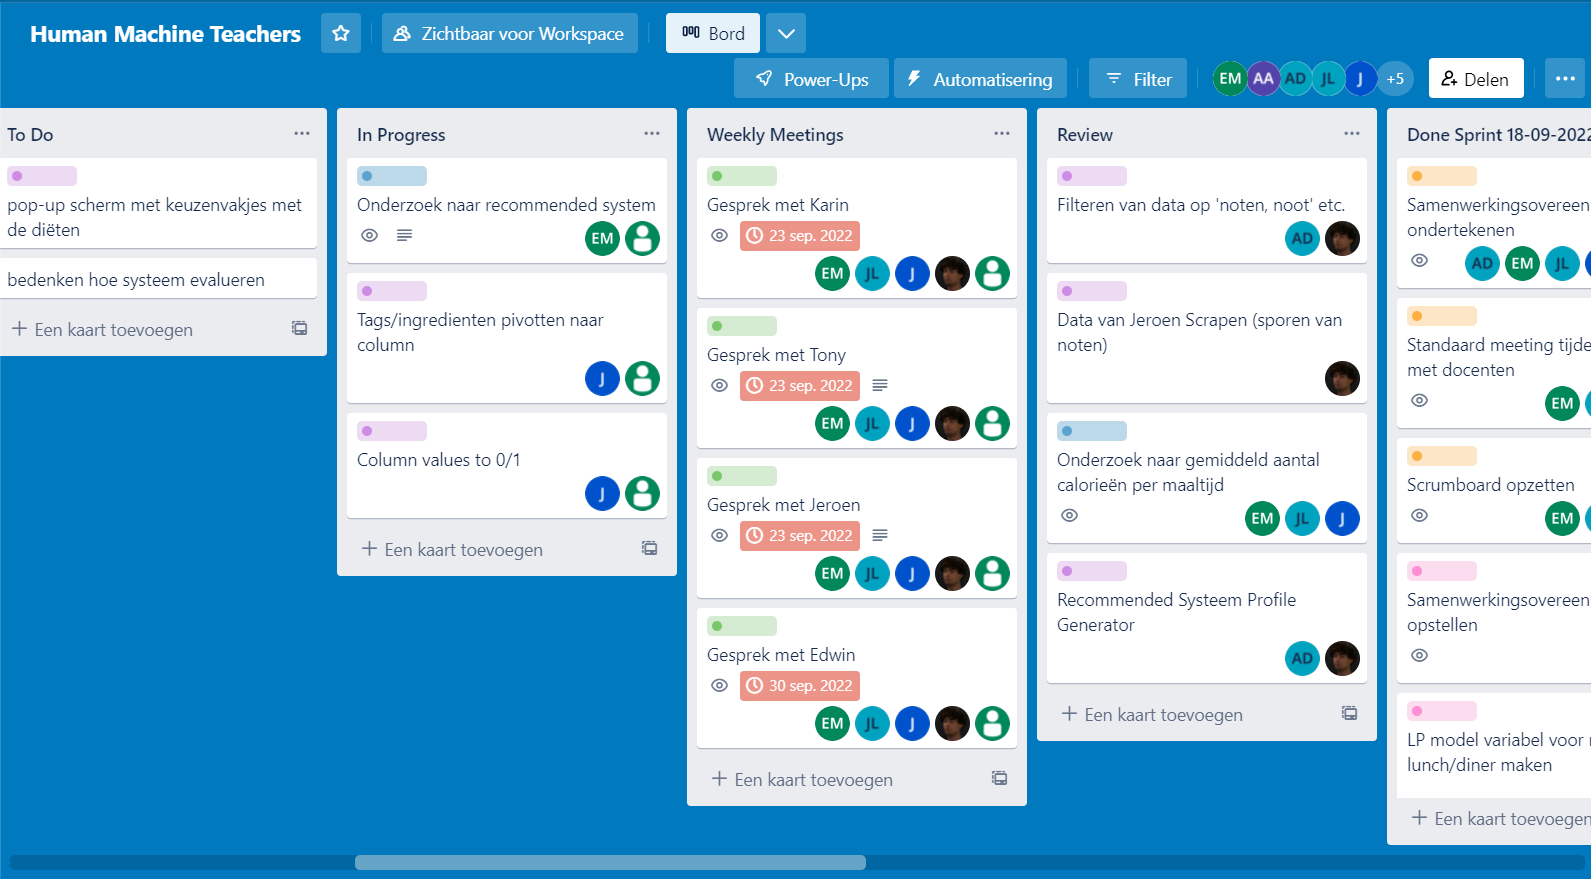 Human Machine Teachers
Zichtbaar voor Workspace
Bord
Power-Ups
Automatisering
Filter
EM AA AD JL J +5
Delen
To Do
pop-up scherm met keuzenvakjes met
de diëten
bedenken hoe systeem evalueren
Een kaart toevoegen
In Progress
Onderzoek naar recommended system
EM
Tags/ingredienten pivotten naar
column
J
Column values to 0/1
J
Een kaart toevoegen
Weekly Meetings
Gesprek met Karin
23 sep. 2022
EM JL J
Gesprek met Tony
23 sep. 2022
EM JL J
Gesprek met Jeroen
23 sep. 2022
EM JL J
Gesprek met Edwin
30 sep. 2022
EM JL J
Een kaart toevoegen
Review
Filteren van data op 'noten, noot' etc.
AD
Data van Jeroen Scrapen (sporen van
noten)
Onderzoek naar gemiddeld aantal
calorieën per maaltijd
EM JL J
Recommended Systeem Profile
Generator
AD
Een kaart toevoegen
Done Sprint 18-09-2022
Samenwerkingsovereen
ondertekenen
AD EM JL
Standaard meeting tijde
met docenten
EM
Scrumboard opzetten
EM
Samenwerkingsovereen
opstellen
LP model variabel voor
lunch/diner maken
Een kaart toevoegen